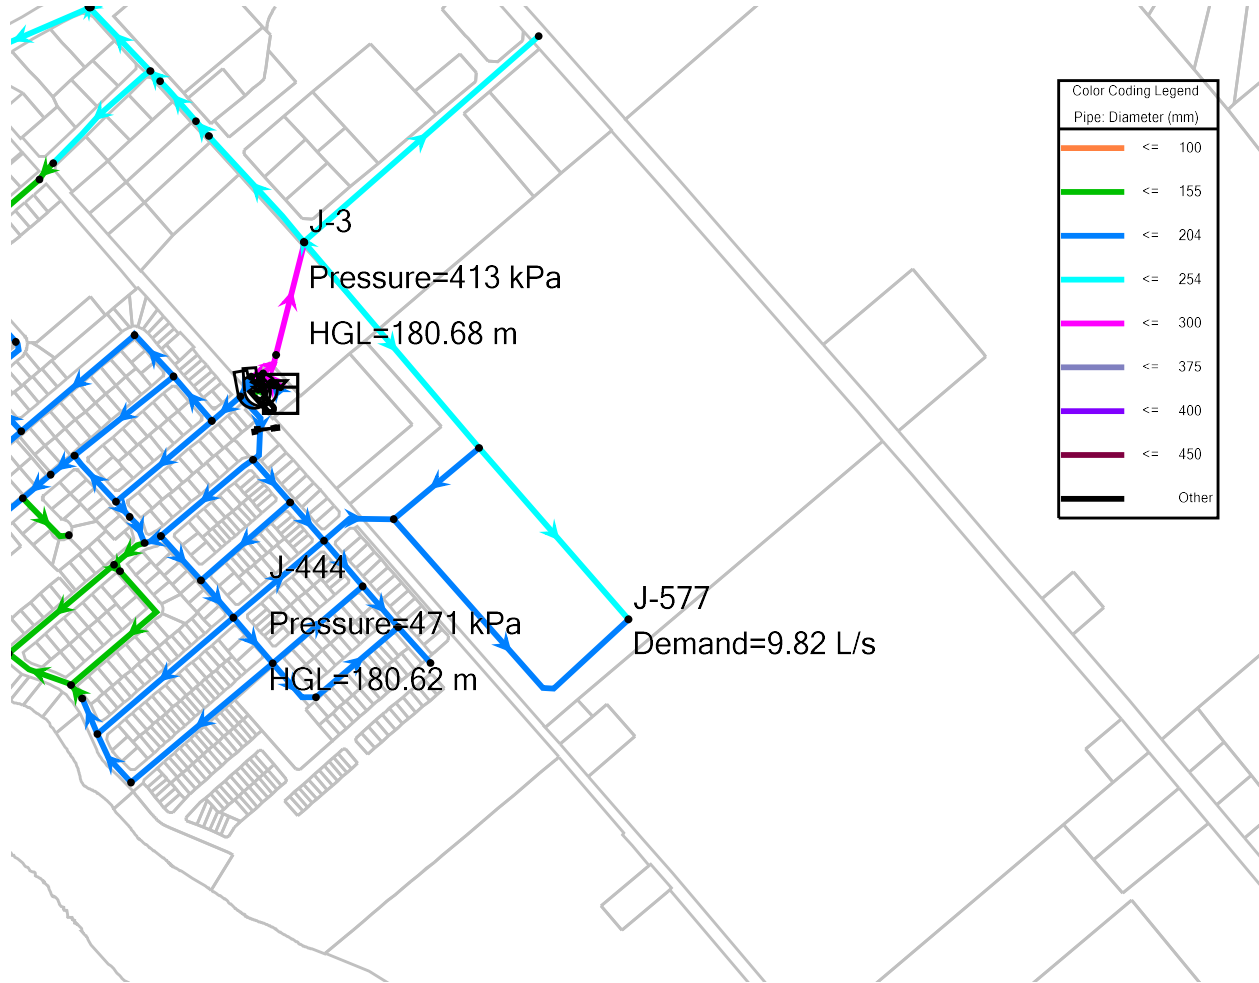 Color Coding Legend
Pipe: Diameter (mm)
<= 100
<= 155
<= 204
<= 254
<= 300
<= 375
<= 400
<= 450
Other
J-3
Pressure=413 kPa
HGL=180.68 m
J-444
Pressure=471 kPa
HGL=180.62 m
J-577
Demand=9.82 L/s